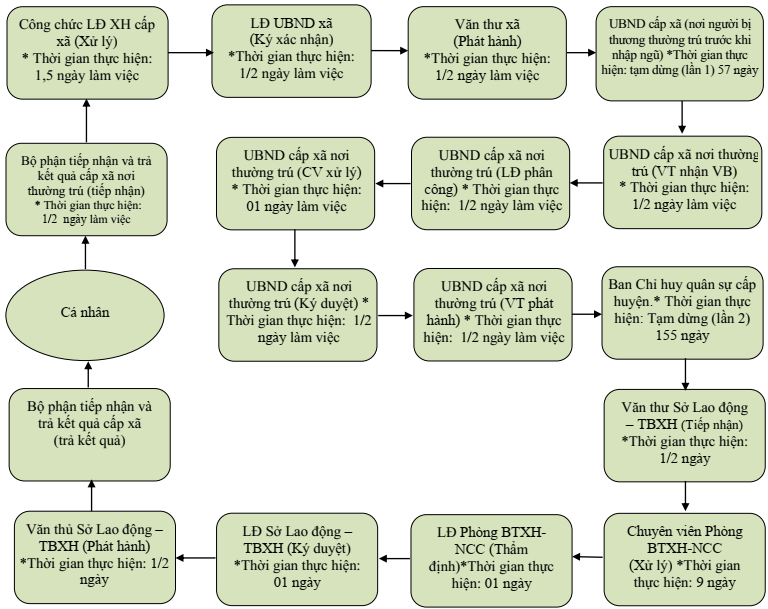 Công chức LĐ XH cấp
xã (Xử lý)
* Thời gian thực hiện:
1,5 ngày làm việc
LĐ UBND xã
(Ký xác nhận)
*Thời gian thực hiện:
1/2 ngày làm việc
Văn thư xã
(Phát hành)
*Thời gian thực hiện:
1/2 ngày làm việc
UBND cấp xã (nơi người bị
thương thường trú trước khi
nhập ngũ) *Thời gian thực
hiện: tạm dừng (lần 1) 57 ngày
Bộ phận tiếp nhận và trả
kết quả cấp xã nơi
thường trú (tiếp nhận)
* Thời gian thực hiện:
1/2 ngày làm việc
UBND cấp xã nơi
thường trú (CV xử lý)
* Thời gian thực hiện:
01 ngày làm việc
UBND cấp xã nơi
thường trú (LĐ phân
công) * Thời gian thực
hiện: 1/2 ngày làm việc
UBND cấp xã nơi thường
trú (VT nhận VB)
* Thời gian thực hiện:
1/2 ngày làm việc
Cá nhân
UBND cấp xã nơi
thường trú (Ký duyệt) *
Thời gian thực hiện: 1/2
ngày làm việc
UBND cấp xã nơi
thường trú (VT phát
hành) * Thời gian thực
hiện: 1/2 ngày làm việc
Ban Chỉ huy quân sự cấp
huyện.* Thời gian thực
hiện: Tạm dừng (lần 2)
155 ngày
Bộ phận tiếp nhận và
trả kết quả cấp xã
(trả kết quả)
Văn thư Sở Lao động
– TBXH (Tiếp nhận)
*Thời gian thực hiện:
1/2 ngày
Văn thủ Sở Lao động –
TBXH (Phát hành)
*Thời gian thực hiện: 1/2
ngày
LĐ Sở Lao động –
TBXH (Ký duyệt)
*Thời gian thực hiện:
01 ngày
LĐ Phòng BTXH-
NCC (Thẩm
định)*Thời gian thực
hiện: 01 ngày
Chuyên viên Phòng
BTXH-NCC
(Xử lý) *Thời gian
thực hiện: 9 ngày